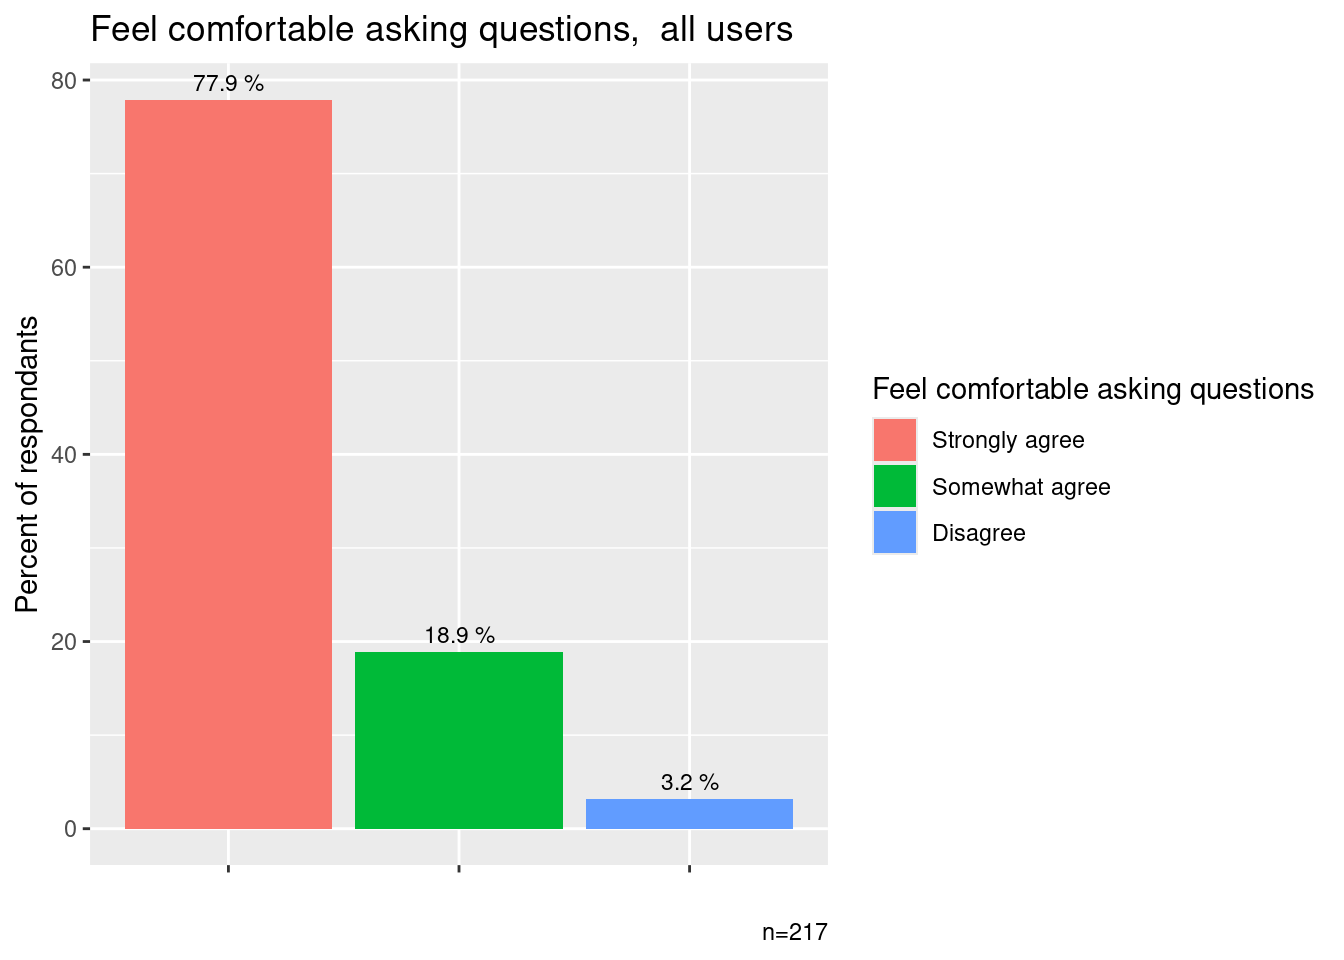 Feel comfortable asking questions,  all users
80
60
40
20
0
Percent of respondants
77.9 %
18.9 %
3.2 %
Feel comfortable asking questions
Strongly agree
Somewhat agree
Disagree
n=217